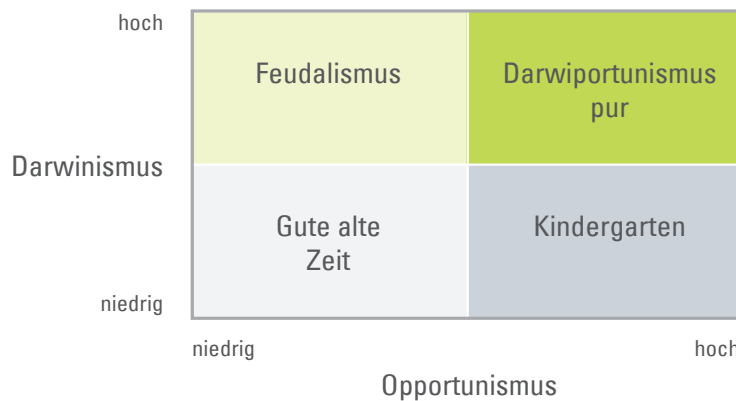 hoch
Feudalismus
Darwiportunismus
pur
Darwinismus
Gute alte
Zeit
Kindergarten
niedrig
niedrig
hoch
Opportunismus